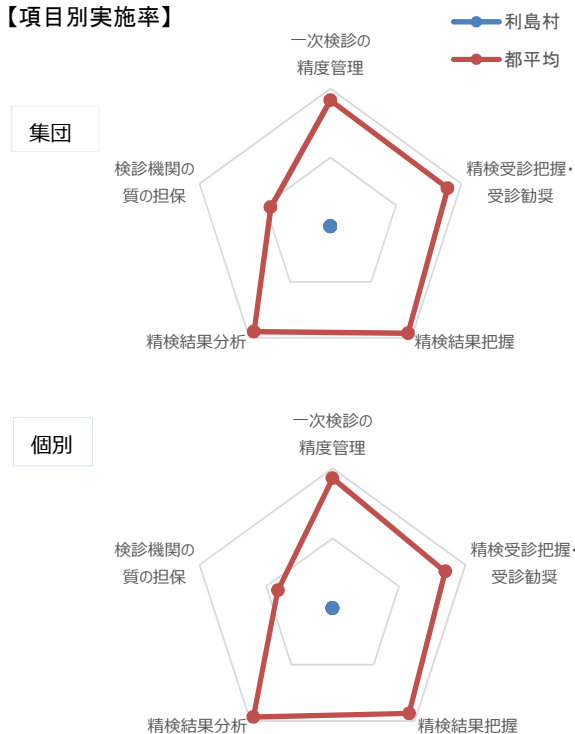 【項目別実施率】
利島村
都平均
集団
一次検診の
精度管理
検診機関の
質の担保
精検受診把握・
受診勧奨
精検結果分析
精検結果把握
個別
一次検診の
精度管理
検診機関の
質の担保
精検受診把握・
受診勧奨
精検結果分析
精検結果把握